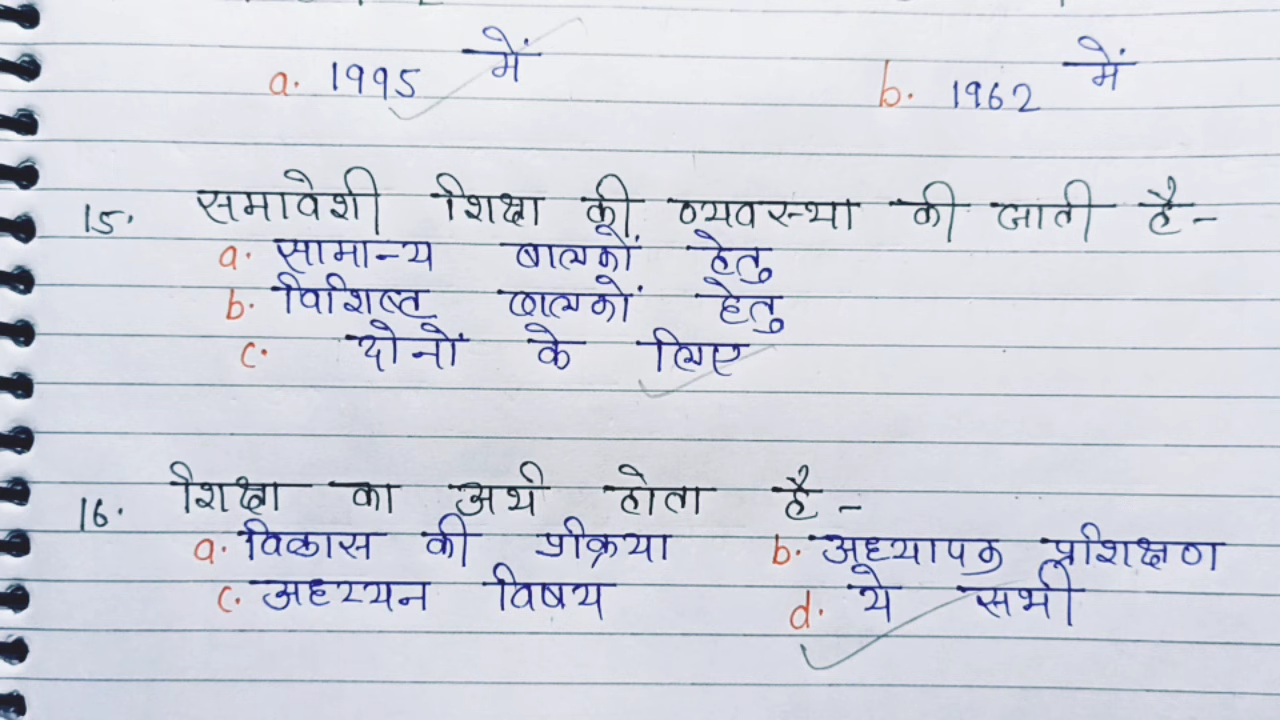 a. 1995 में b. 1962 में
15. समावेशी शिक्षा की व्यवस्था की जाती है-
a. सामान्य बालकों हेतु
b. विशिष्ट बालकों हेतु
c. दोनों के लिए
16. शिक्षा का अर्थ होता है -
a. विकास की प्रक्रिया b. अध्यापक प्रशिक्षण
c. अध्ययन विषय d. ये सभी